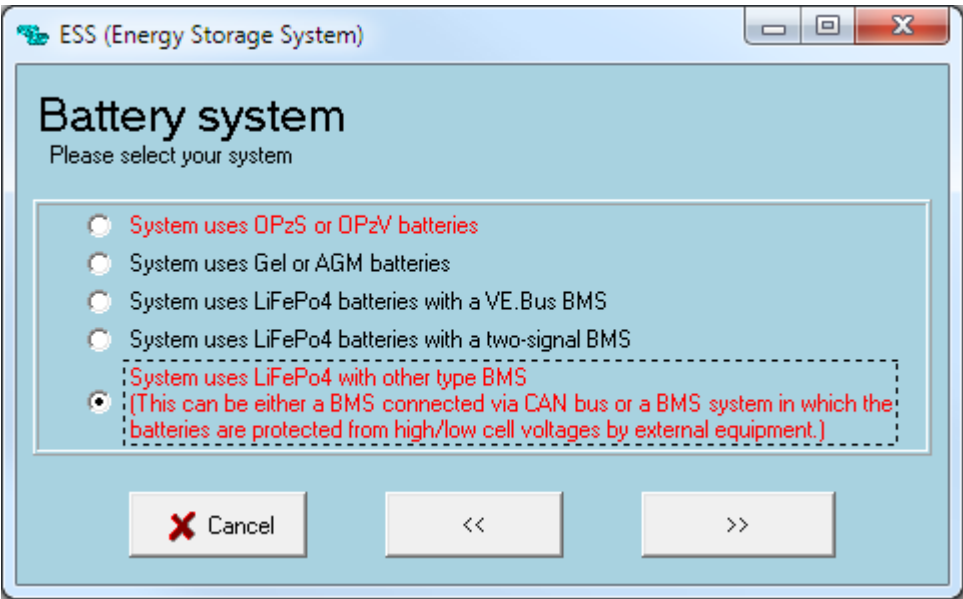 ESS (Energy Storage System)
Battery system
Please select your system
System uses OPzS or OPzV batteries
System uses Gel or AGM batteries
System uses LiFePo4 batteries with a VE.Bus BMS
System uses LiFePo4 batteries with a two-signal BMS
System uses LiFePo4 with other type BMS
(This can be either a BMS connected via CAN bus or a BMS system in which the
batteries are protected from high/low cell voltages by external equipment.)
Cancel
<<
>>